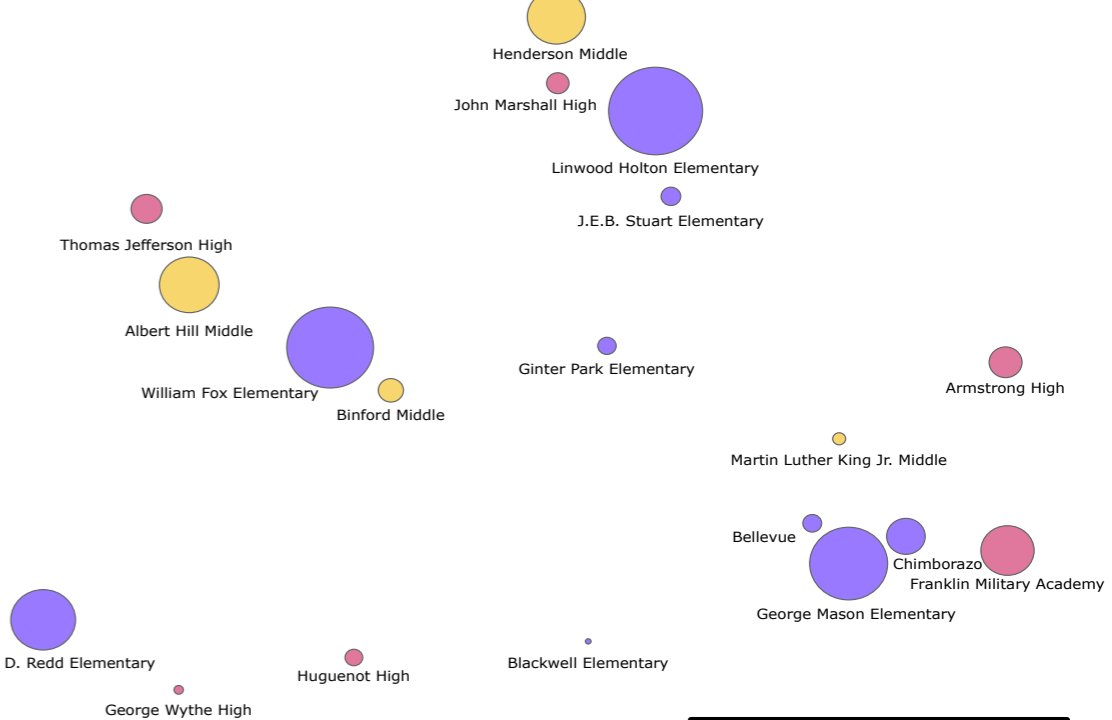 Henderson Middle
John Marshall High
Linwood Holton Elementary
J.E.B. Stuart Elementary
Thomas Jefferson High
Albert Hill Middle
Ginter Park Elementary
Armstrong High
William Fox Elementary
Binford Middle
Martin Luther King Jr. Middle
Bellevue
Chimborazo
Franklin Military Academy
George Mason Elementary
D. Redd Elementary
Blackwell Elementary
Huguenot High
George Wythe High